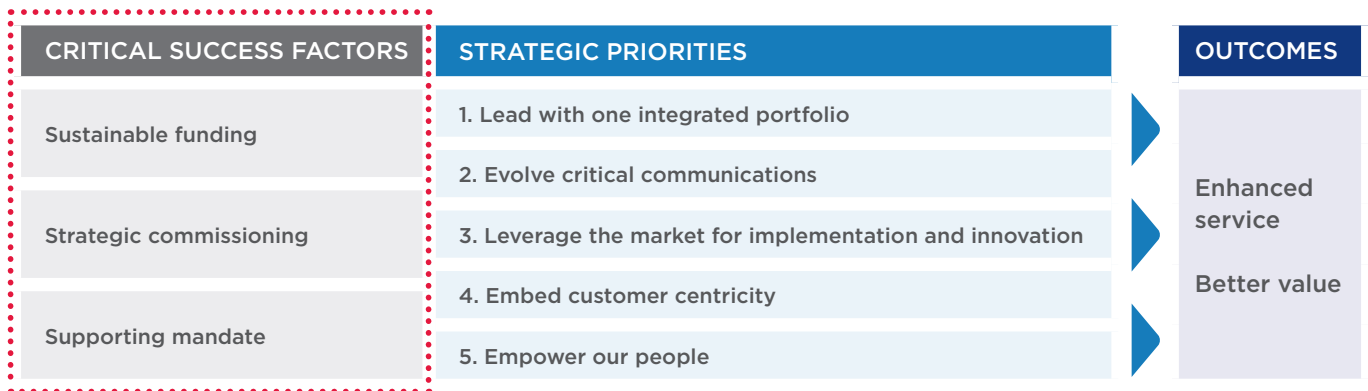 CRITICAL SUCCESS FACTORS
Sustainable funding
Strategic commissioning
Supporting mandate
STRATEGIC PRIORITIES
1. Lead with one integrated portfolio
2. Evolve critical communications
3. Leverage the market for implementation and innovation
4. Embed customer centricity
5. Empower our people
OUTCOMES
Enhanced
service
Better value